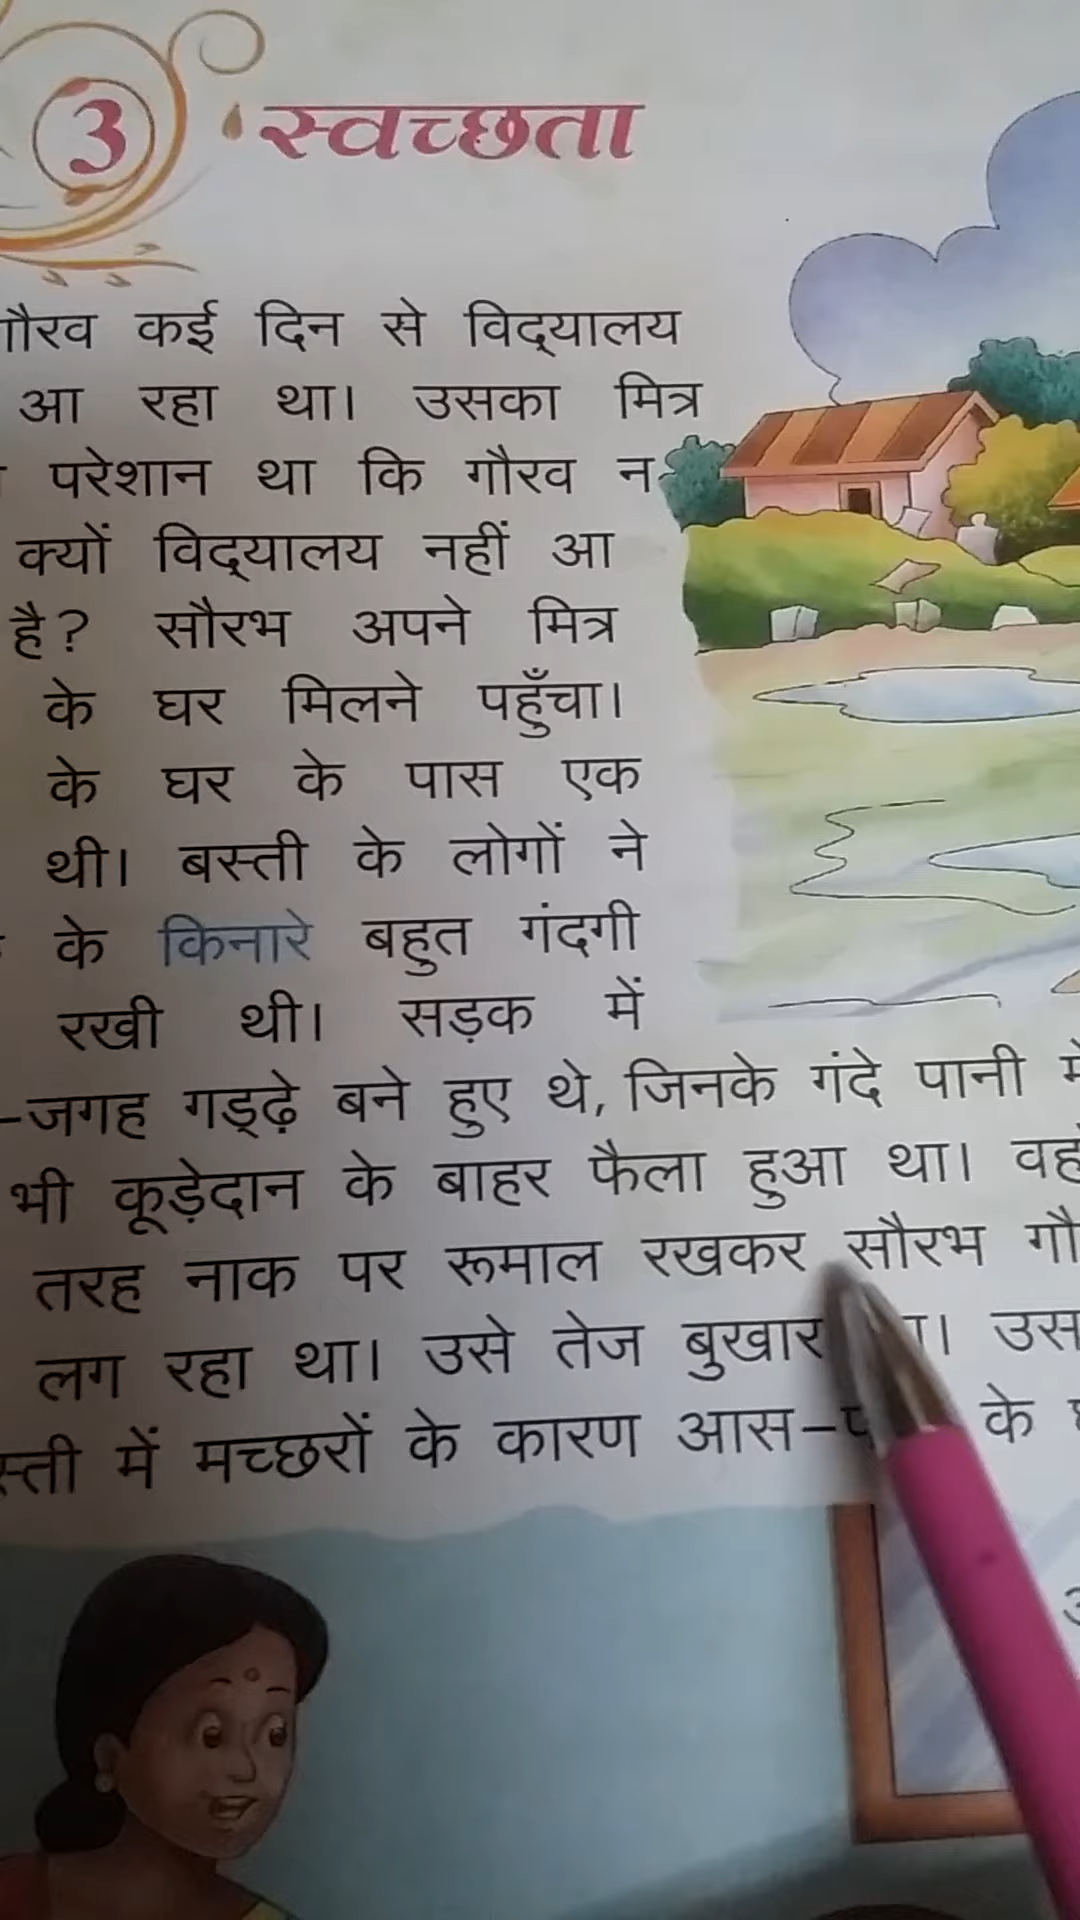 3 स्वच्छता
गौरव कई दिन से विद्यालय
आ रहा था। उसका मित्र
परेशान था कि गौरव न
क्यों विद्यालय नहीं आ
है? सौरभ अपने मित्र
के घर मिलने पहुँचा।
के घर के पास एक
थी। बस्ती के लोगों ने
के किनारे बहुत गंदगी
रखी थी। सड़क में
-जगह गड्ढ़े बने हुए थे, जिनके गंदे पानी
भी कूड़ेदान के बाहर फैला हुआ था।
तरह नाक पर रूमाल रखकर सौरभ
लग रहा था। उसे तेज बुखार
में मच्छरों के कारण आस- के